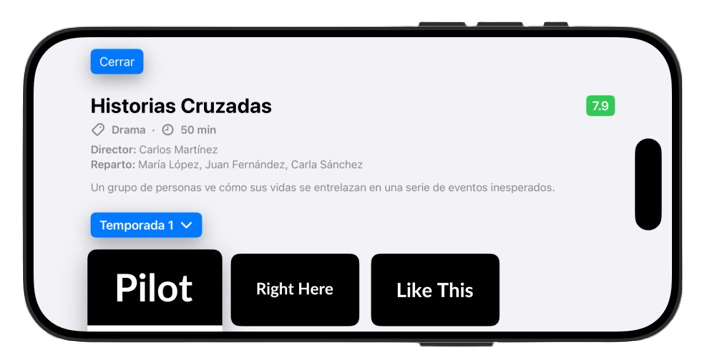 Cerrar
Historias Cruzadas
7.9
Drama · 50 min
Director: Carlos Martínez
Reparto: María López, Juan Fernández, Carla Sánchez
Un grupo de personas ve cómo sus vidas se entrelazan en una serie de eventos inesperados.
Temporada 1
Pilot
Right Here
Like This